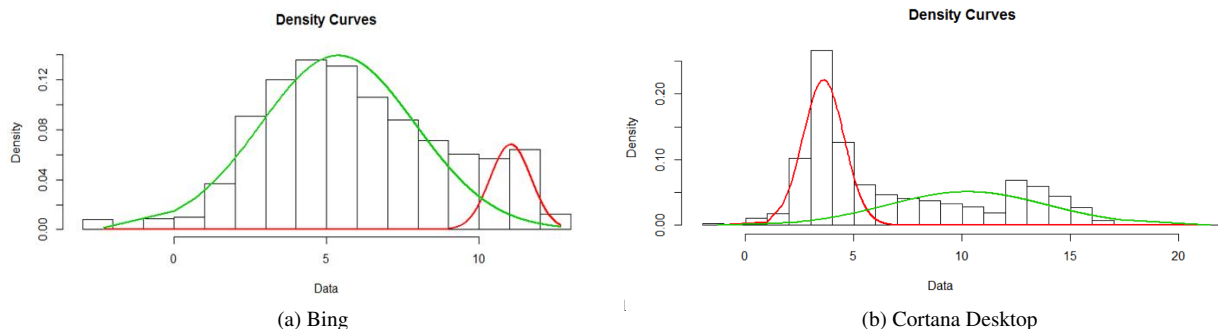 Density Curves
Density
0.00 0.04 0.08 0.12
0 5 10
Data
(a) Bing
Density Curves
Density
0.00 0.10 0.20
0 5 10 15 20
Data
(b) Cortana Desktop